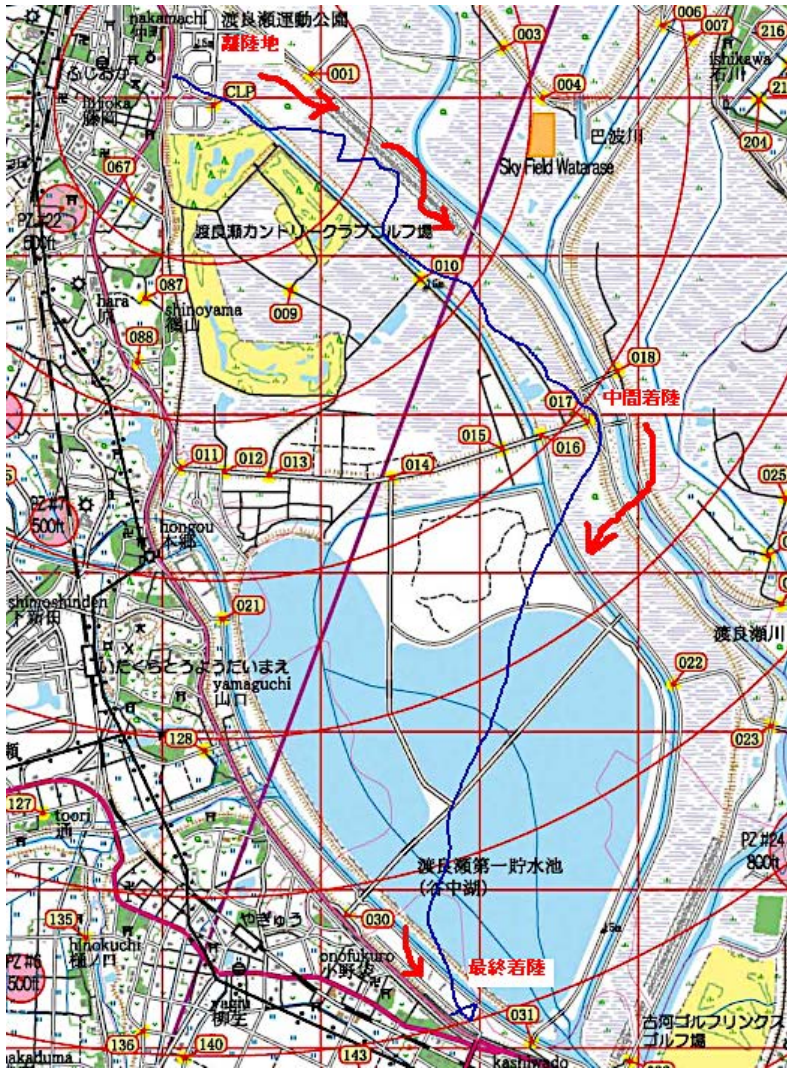 nakamachi
中町
渡良瀬運動公園
離陸地
15m
003
006
007
216
ishikawa
石川
ふじおか
001
CLP
004
204
hujioka
藤岡
巴波川
Sky Field Watarase
067
PZ #22
500ft
渡良瀬カントリークラブゴルフ場
010
15m
087
009
hara
原
shinoyama
篠山
088
018
中間着陸
017
011
012
013
014
015
016
025
PZ #7
500ft
hongou
本郷
shimoshinden
下新田
021
渡良瀬川
いたくらとうようだいまえ
yamaguchi
山口
022
128
023
127
toori
通
PZ #24
800ft
渡良瀬第一貯水池
(谷中湖)
030
やぎゅう
135
hinokuchi
樋ノ口
onofukuro
15m
PZ #6
500ft
最終着陸
yagiu
柳生
031
古河ゴルフリンクス
ゴルフ場
136
140
143
kashiwado